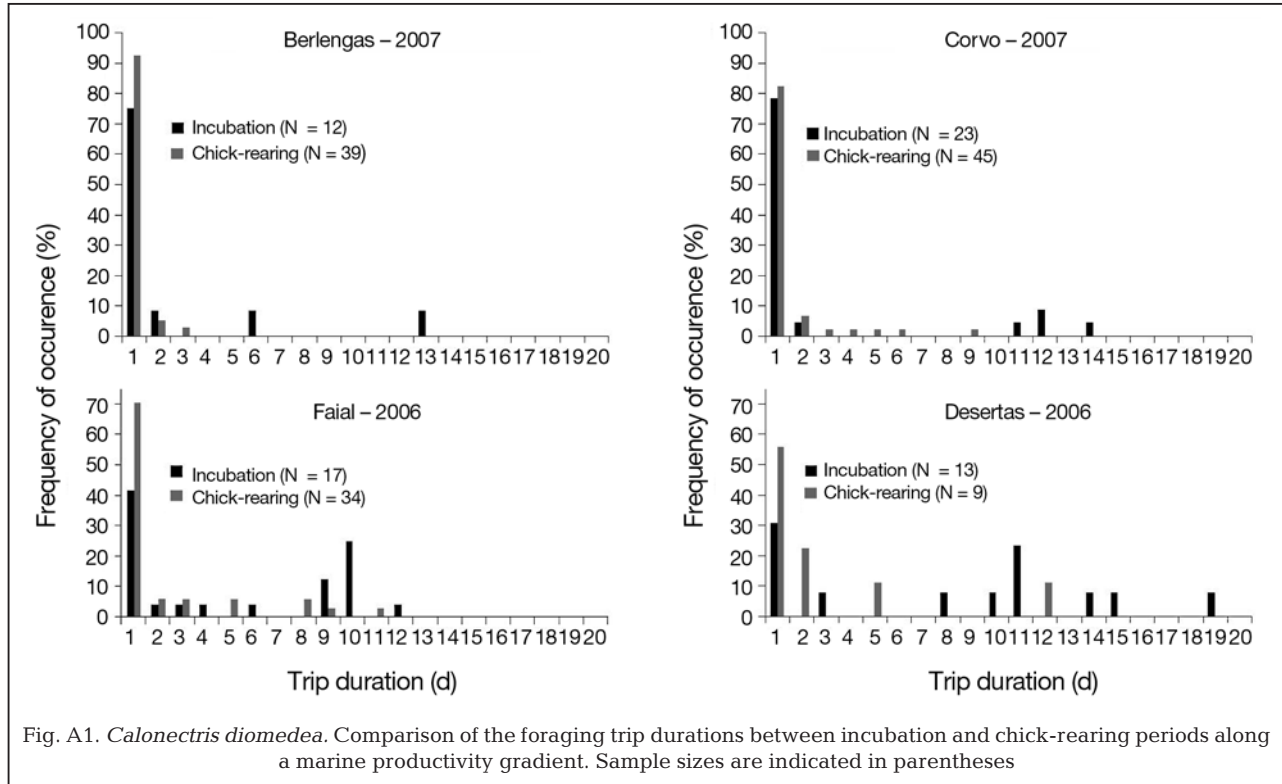 Berlengas – 2007
100
90
80
70
60
50
40
30
20
10
0
Incubation (N = 12)
Chick-rearing (N = 39)
1 2 3 4 5 6 7 8 9 10 11 12 13 14 15 16 17 18 19 20
Corvo – 2007
100
90
80
70
60
50
40
30
20
10
0
Incubation (N = 23)
Chick-rearing (N = 45)
1 2 3 4 5 6 7 8 9 10 11 12 13 14 15 16 17 18 19 20
Frequency of occurence (%)
Frequency of occurence (%)
Faial – 2006
70
60
50
40
30
20
10
0
Incubation (N = 17)
Chick-rearing (N = 34)
1 2 3 4 5 6 7 8 9 10 11 12 13 14 15 16 17 18 19 20
Trip duration (d)
Desertas – 2006
70
60
50
40
30
20
10
0
Incubation (N = 13)
Chick-rearing (N = 9)
1 2 3 4 5 6 7 8 9 10 11 12 13 14 15 16 17 18 19 20
Trip duration (d)
Fig. A1. Calonectris diomedea. Comparison of the foraging trip durations between incubation and chick-rearing periods along
a marine productivity gradient. Sample sizes are indicated in parentheses